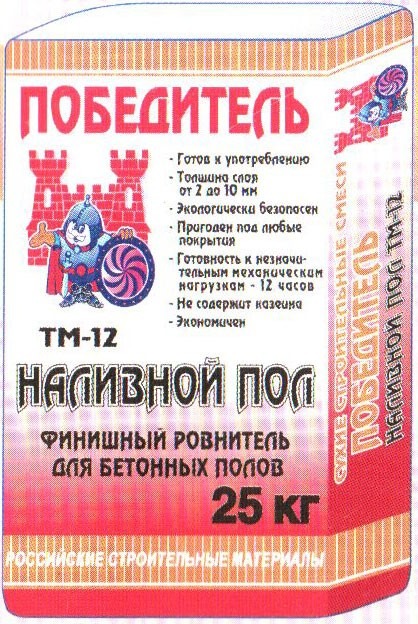 ПОБЕДИТЕЛЬ
- Готов к употреблению
- Толщина слоя
от 2 до 10 мм
- Экологически безопасен
- Пригоден под любые
покрытия
- Готовность к незначи-
тельным механическим
нагрузкам - 12 часов
- Не содержит казеина
- Экономичен
ТМ-12
НАЛИВНОЙ ПОЛ
ФИНИШНЫЙ РОВНИТЕЛЬ
ДЛЯ БЕТОННЫХ ПОЛОВ
25 КГ
РОССИЙСКИЕ СТРОИТЕЛЬНЫЕ МАТЕРИАЛЫ
СУХИЕ СТРОИТЕЛЬНЫЕ СМЕСИ
ПОБЕДИТЕЛЬ
НАЛИВНОЙ ПОЛ ТМ-12